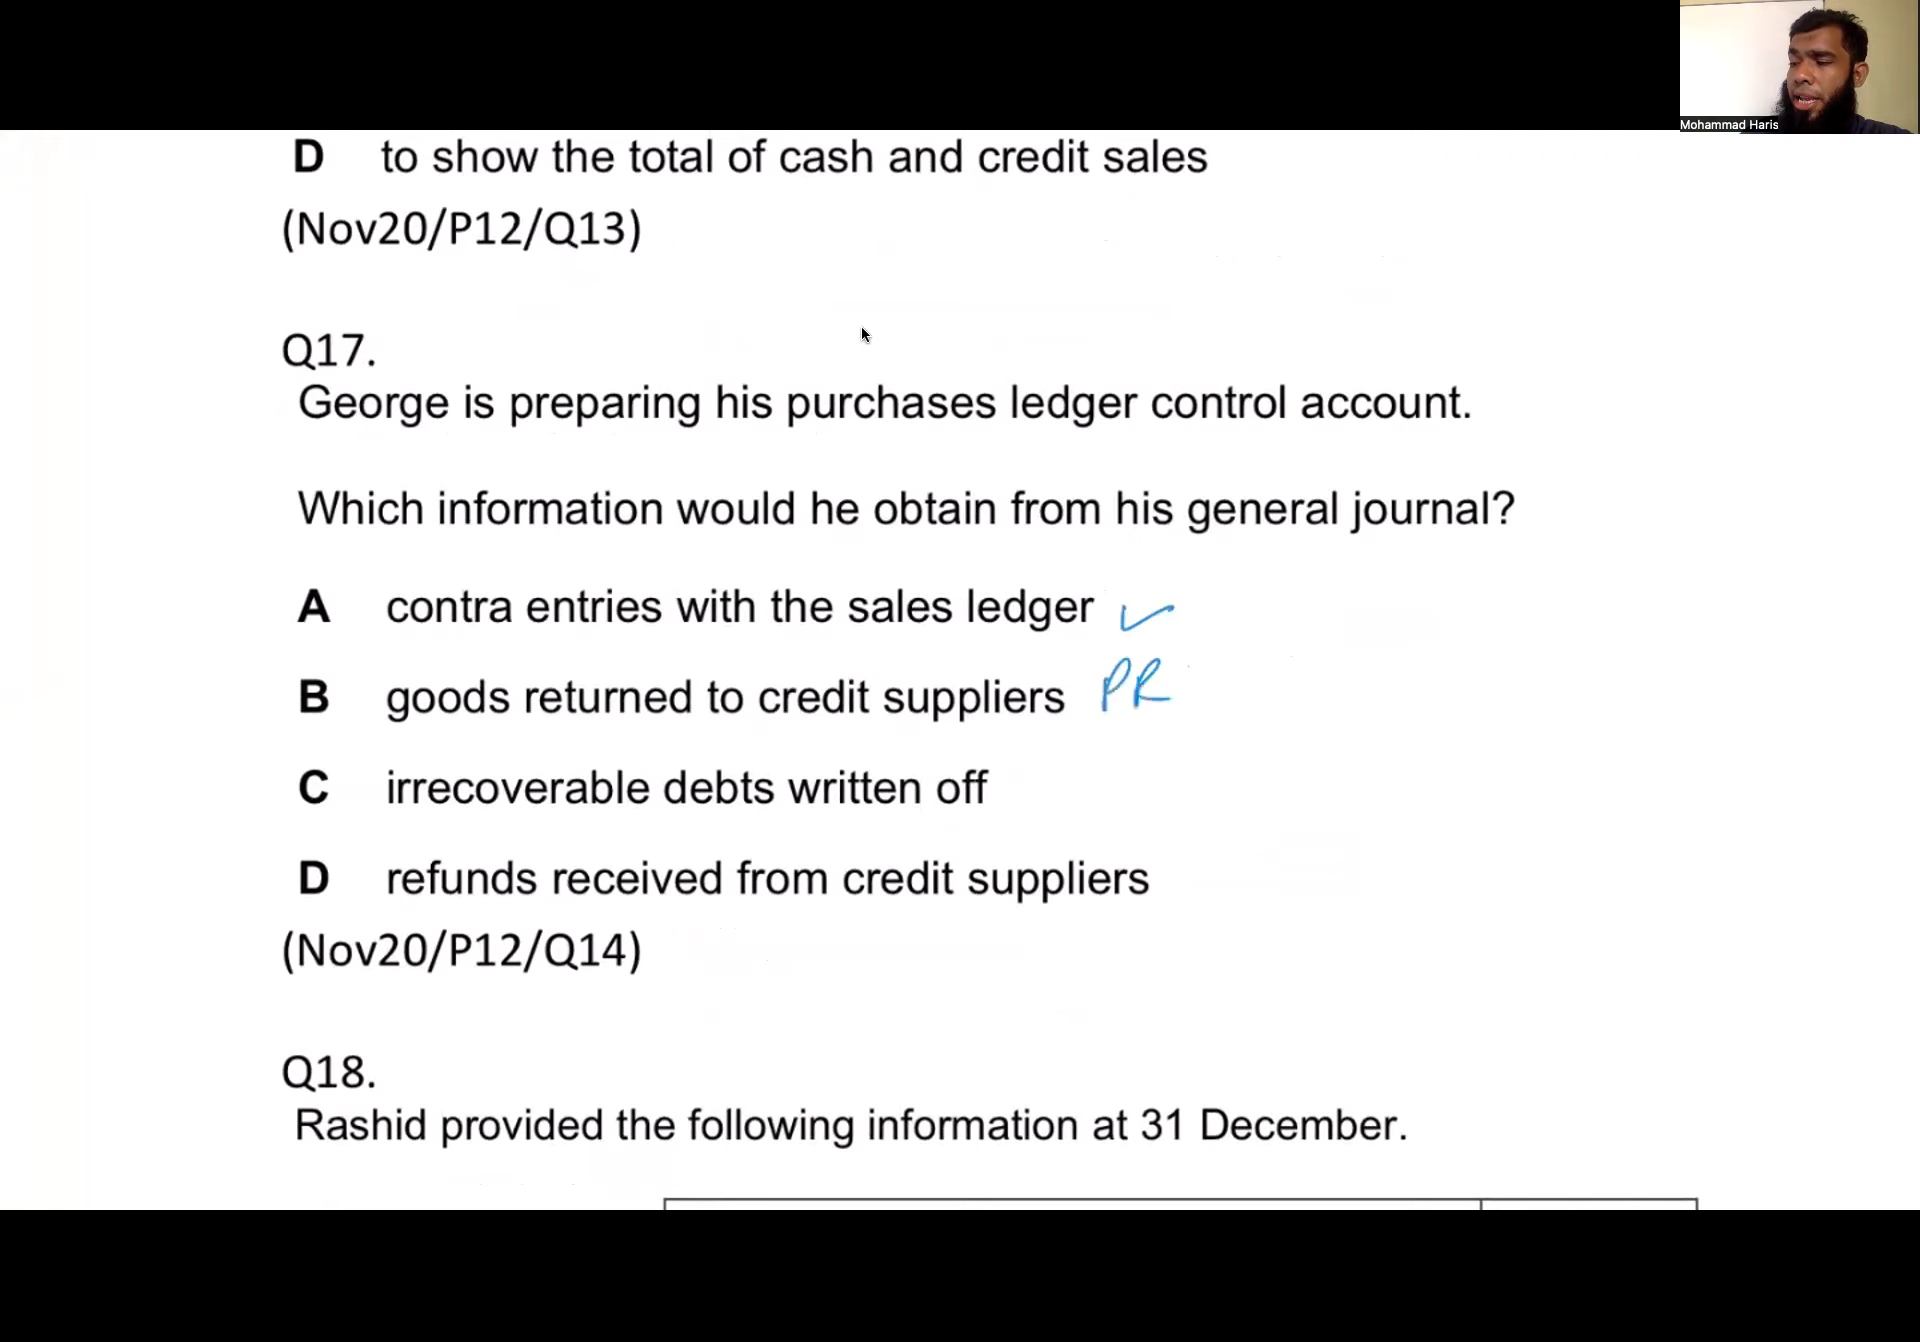 Mohammad Haris
D to show the total of cash and credit sales
(Nov20/P12/Q13)
Q17.
George is preparing his purchases ledger control account.
Which information would he obtain from his general journal?
A contra entries with the sales ledger ✓
B goods returned to credit suppliers PR
C irrecoverable debts written off
D refunds received from credit suppliers
(Nov20/P12/Q14)
Q18.
Rashid provided the following information at 31 December.